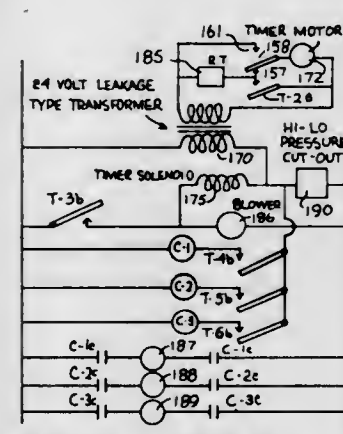 161
TIMER MOTOR
158
185
RT
157
172
T-2a
24 VOLT LEAKAGE
TYPE TRANSFORMER
170
HI-LO
PRESSURE
CUT-OUT
TIMER SOLENOID
175
190
T-3b
BLOWER
186
C-1
T-4b
C-2
T-5b
C-3
T-6b
C-1c
187
C-1c
C-2c
188
C-2c
C-3c
189
C-3c